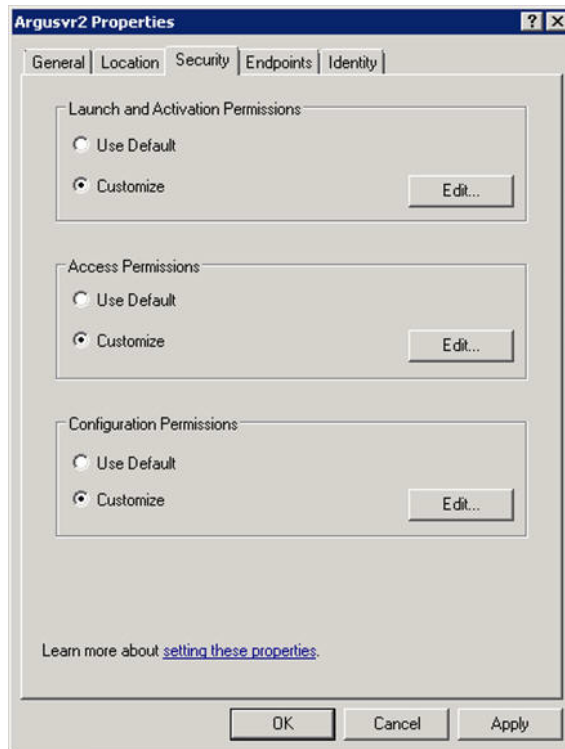 Argusvr2 Properties
General Location Security Endpoints Identity
Launch and Activation Permissions
Use Default
Customize
Edit...
Access Permissions
Use Default
Customize
Edit...
Configuration Permissions
Use Default
Customize
Edit...
Learn more about setting these properties.
OK Cancel Apply